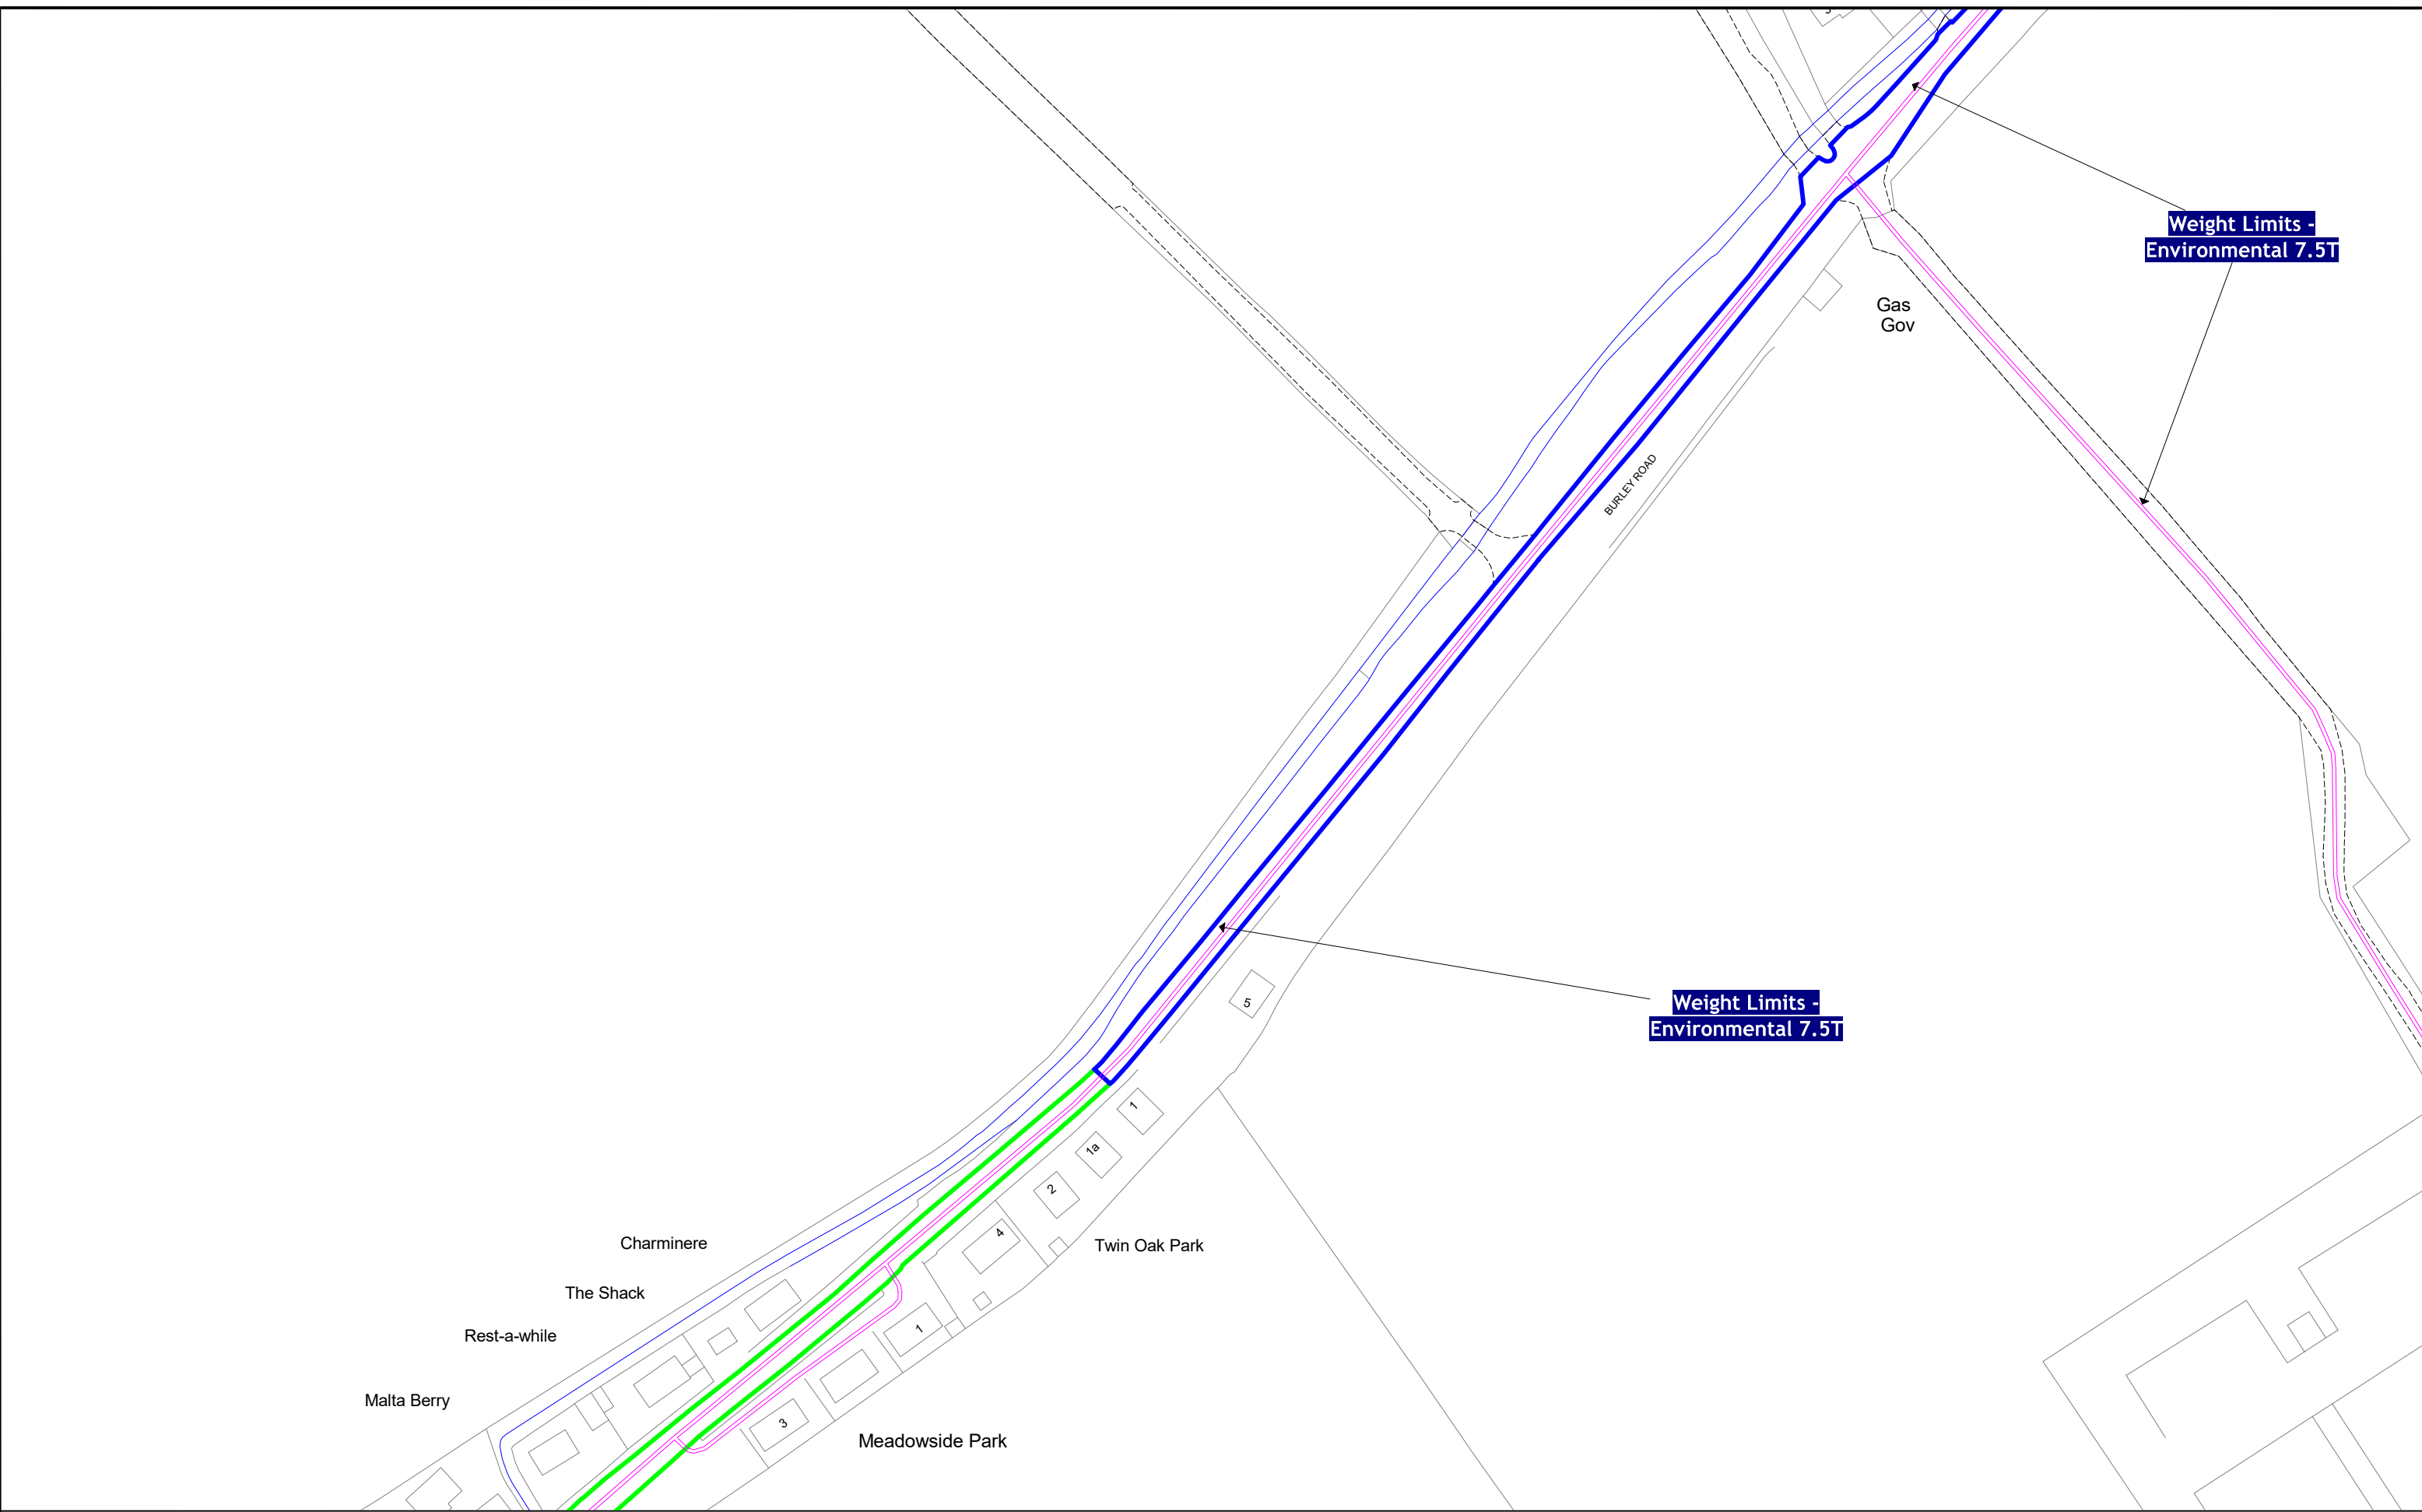 Weight Limits -
Environmental 7.5T
Gas
Gov
BURLEY ROAD
5
Weight Limits -
Environmental 7.5T
1
1a
2
4
Charminere
Twin Oak Park
The Shack
1
Rest-a-while
Malta Berry
3
Meadowside Park